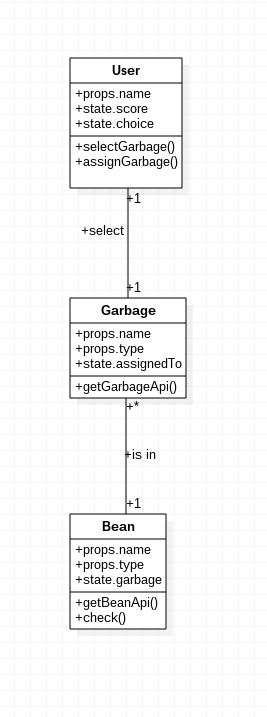 User
+props.name
+state.score
+state.choice
+selectGarbage()
+assignGarbage()
+1
+select
+1
Garbage
+props.name
+props.type
+state.assignedTo
+getGarbageApi()
+*
+is in
+1
Bean
+props.name
+props.type
+state.garbage
+getBeanApi()
+check()